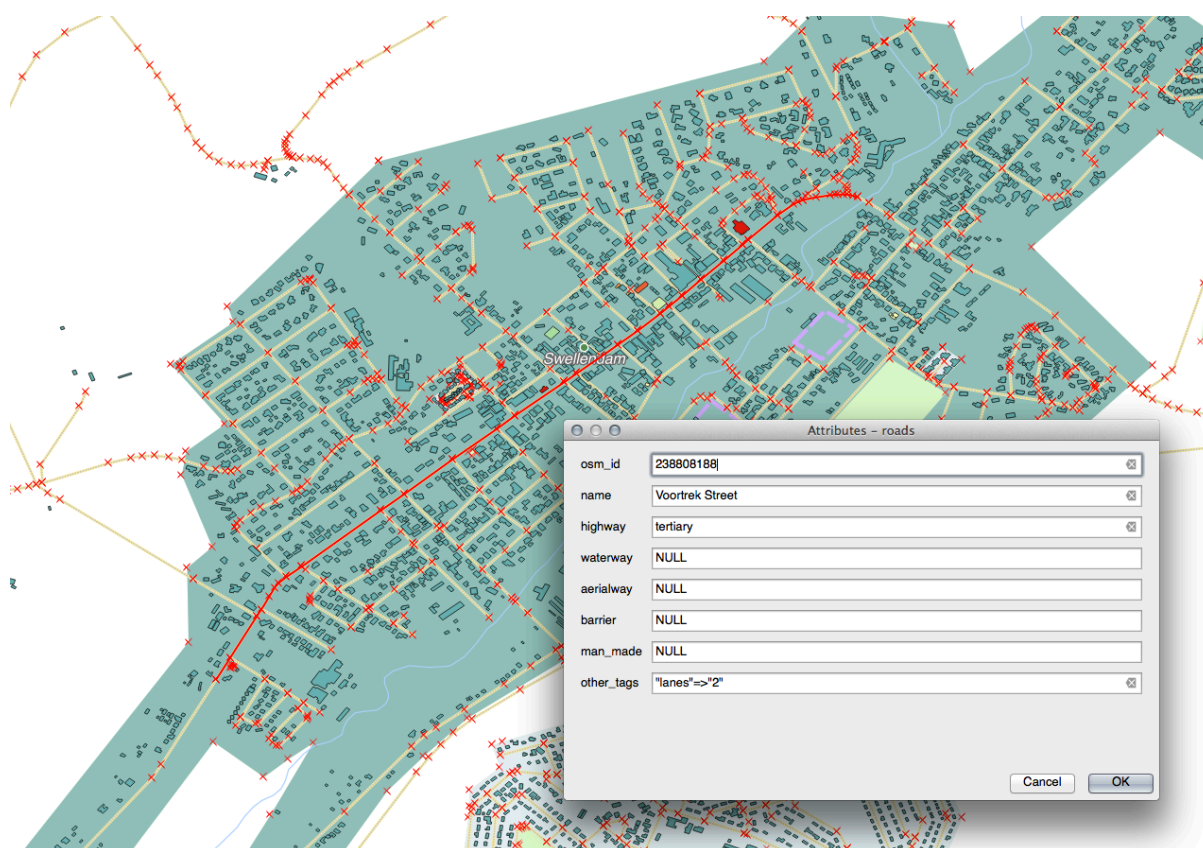 Swellendam
Attributes – roads
osm_id 238808188
name Voortrek Street
highway tertiary
waterway NULL
aerialway NULL
barrier NULL
man_made NULL
other_tags "lanes"=>"2"
Cancel OK